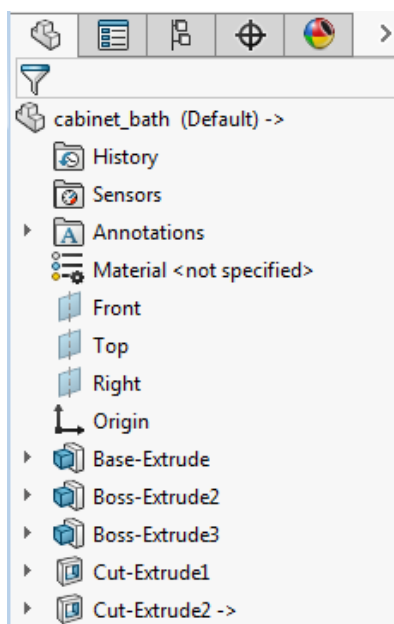 cabinet_bath (Default) ->
History
Sensors
Annotations
Material <not specified>
Front
Top
Right
Origin
Base-Extrude
Boss-Extrude2
Boss-Extrude3
Cut-Extrude1
Cut-Extrude2 ->